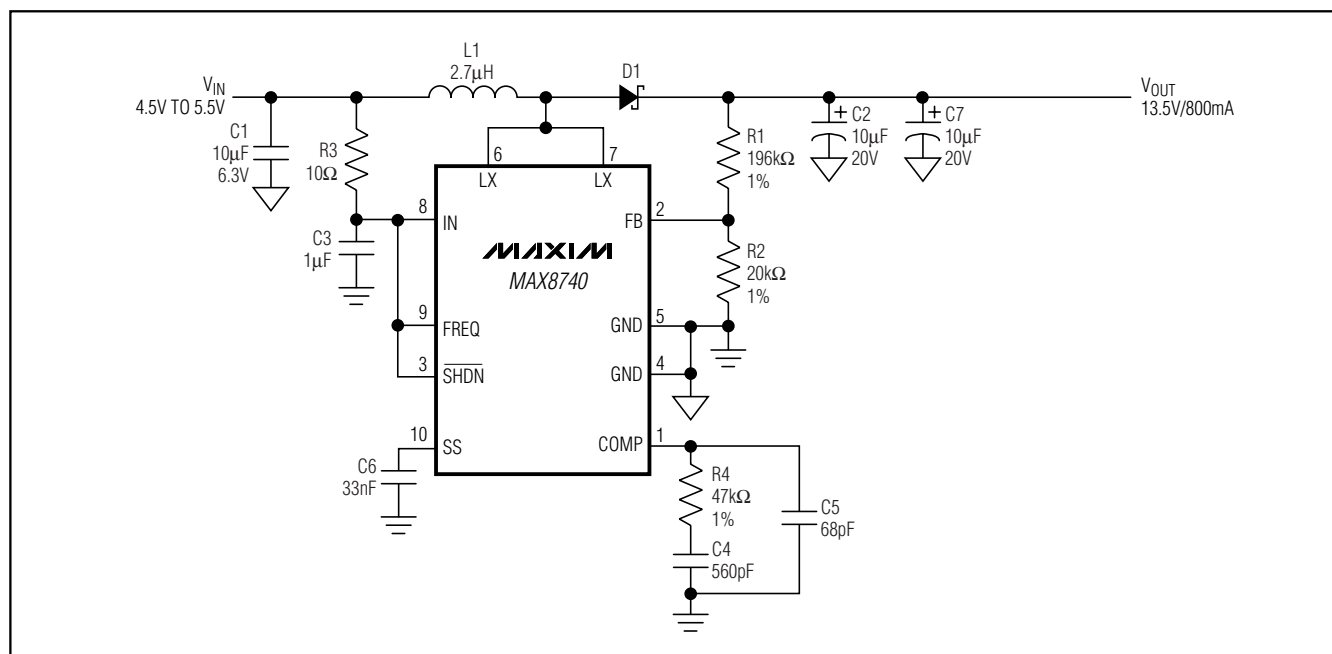 L1
2.7μH
D1
VIN
4.5V TO 5.5V
VOUT
13.5V/800mA
C1
10μF
6.3V
R3
10Ω
C3
1μF
6
LX
7
LX
8
IN
9
FREQ
3
SHDN
10
SS
C6
33nF
MAXIM
MAX8740
2
FB
5
GND
4
GND
1
COMP
R1
196kΩ
1%
R2
20kΩ
1%
+
C2
10μF
20V
+
C7
10μF
20V
R4
47kΩ
1%
C4
560pF
C5
68pF